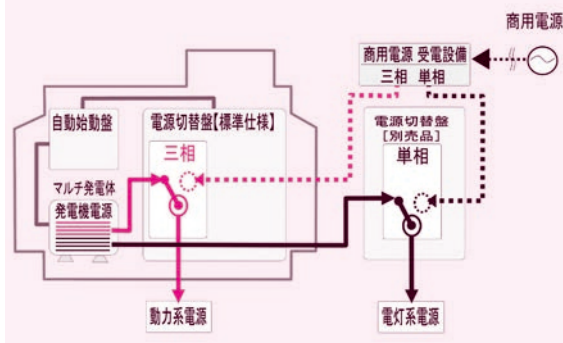 商用電源
商用電源 受電設備
三相 単相
自動始動盤
電源切替盤【標準仕様】
三相
電源切替盤
[別売品]
単相
マルチ発電体
発電機電源
動力系電源
電灯系電源